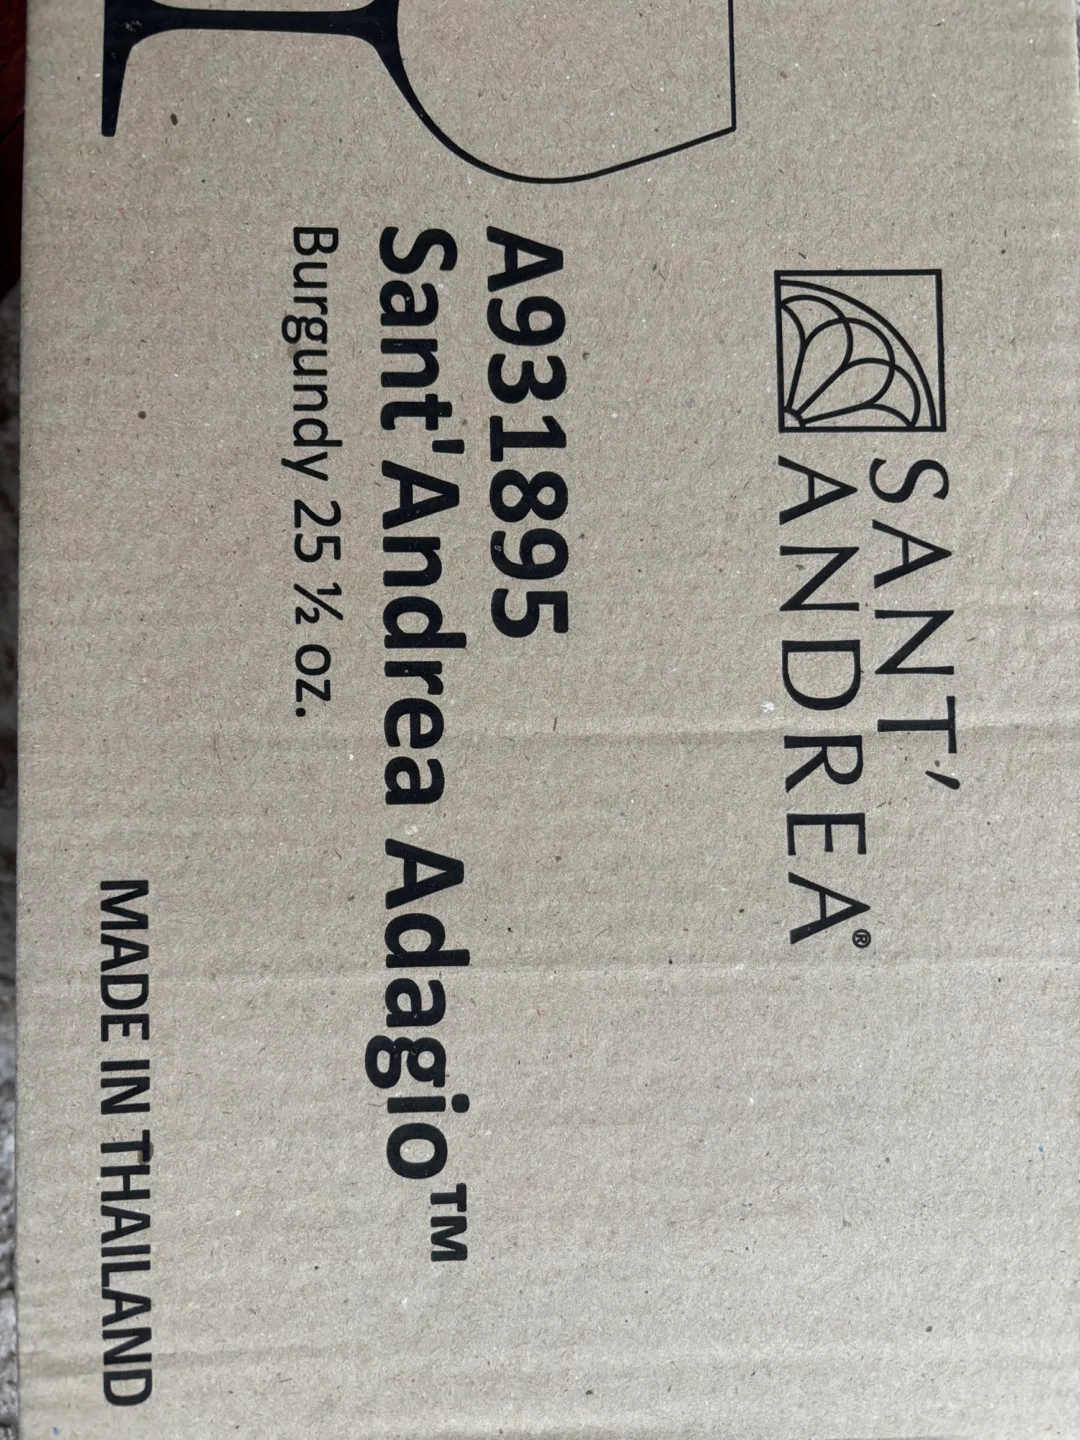 SANT'
ANDREA®
A931895
Sant'Andrea Adagio™
Burgundy 25 ½ oz.
MADE IN THAILAND